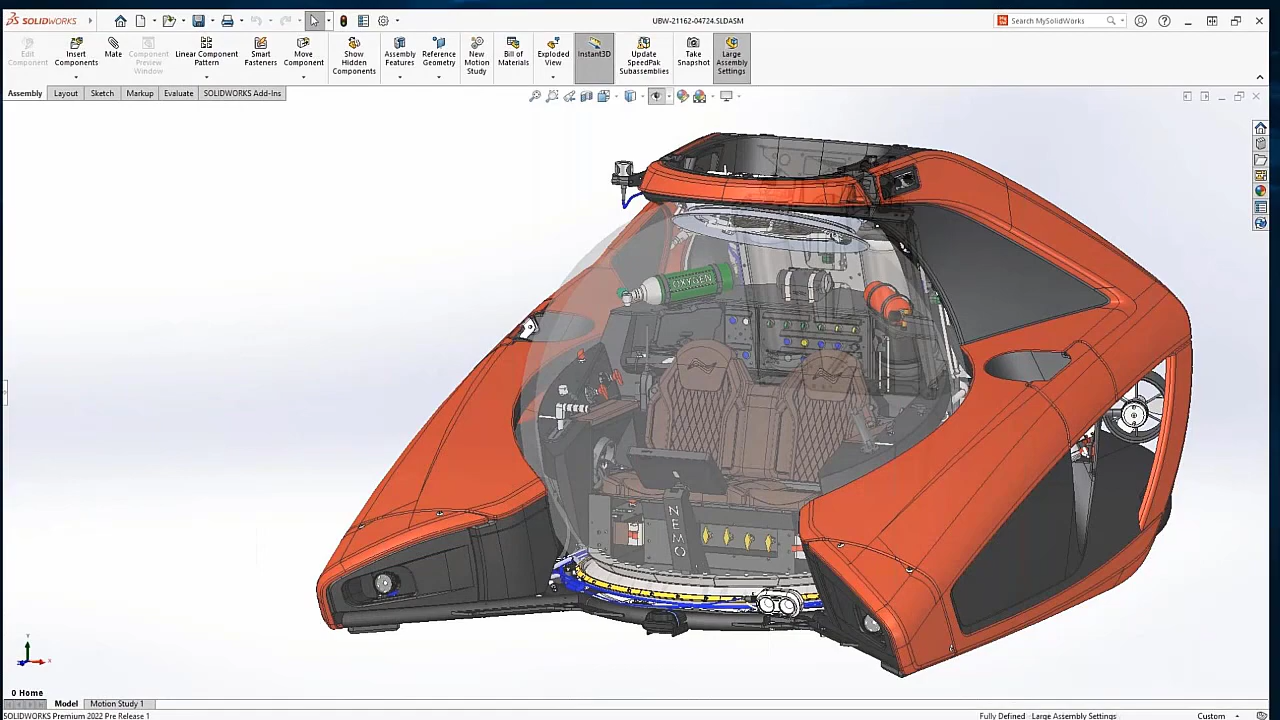 SOLIDWORKS
UBW-21162-04724.SLDASM
Search MySolidWorks
Edit Component
Insert Components
Mate
Component Preview Window
Linear Component Pattern
Smart Fasteners
Move Component
Show Hidden Components
Assembly Features
Reference Geometry
New Motion Study
Bill of Materials
Exploded View
Instant3D
Update SpeedPak Subassemblies
Take Snapshot
Large Assembly Settings
Assembly
Layout
Sketch
Markup
Evaluate
SOLIDWORKS Add-Ins
OXYGEN
NEMO
Y
X
0 Home
Model
Motion Study 1
SOLIDWORKS Premium 2022 Pre Release 1
Fully Defined
Large Assembly Settings
Custom